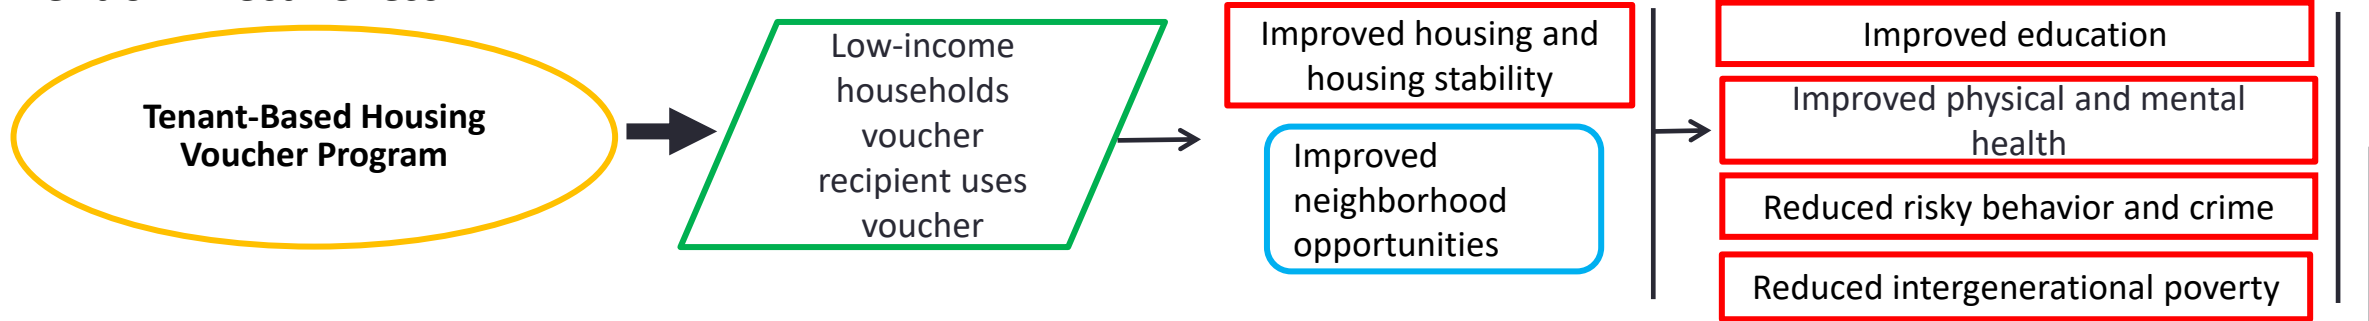 Tenant-Based Housing
Voucher Program
Low-income
households
voucher
recipient uses
voucher
Improved housing and
housing stability
Improved
neighborhood
opportunities
Improved education
Improved physical and mental
health
Reduced risky behavior and crime
Reduced intergenerational poverty